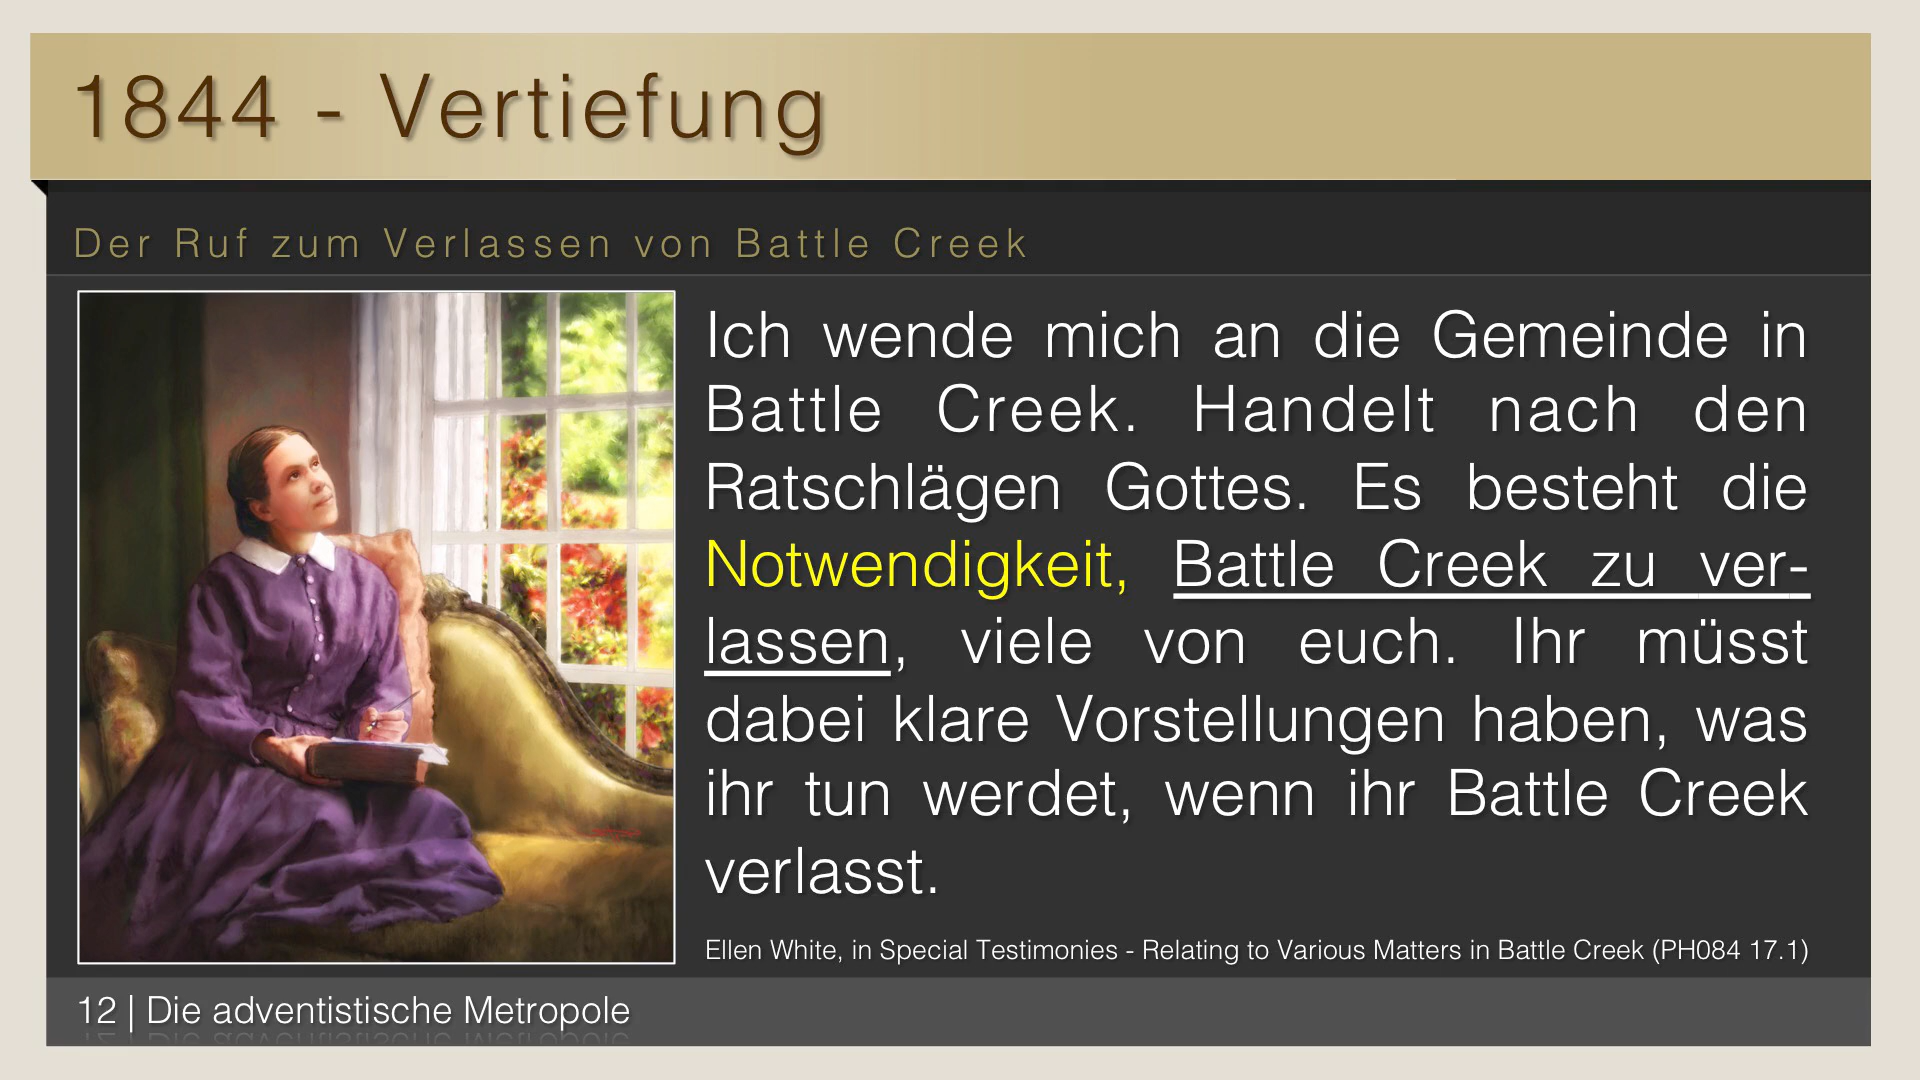 1844 - Vertiefung
Der Ruf zum Verlassen von Battle Creek
Ich wende mich an die Gemeinde in
Battle Creek. Handelt nach den
Ratschlägen Gottes. Es besteht die
Notwendigkeit, Battle Creek zu ver-
lassen, viele von euch. Ihr müsst
dabei klare Vorstellungen haben, was
ihr tun werdet, wenn ihr Battle Creek
verlasst.
Ellen White, in Special Testimonies - Relating to Various Matters in Battle Creek (PH084 17.1)
12 | Die adventistische Metropole